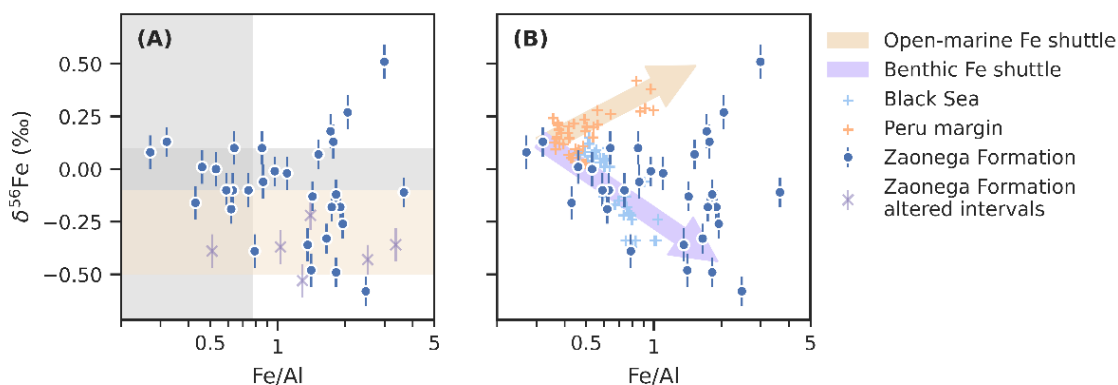 (A)
(B)
0.50
0.25
0.00
−0.25
−0.50
δ⁵⁶Fe (‰)
0.5
1
5
Fe/Al
0.5
1
5
Fe/Al
Open-marine Fe shuttle
Benthic Fe shuttle
Black Sea
Peru margin
Zaonega Formation
Zaonega Formation
altered intervals